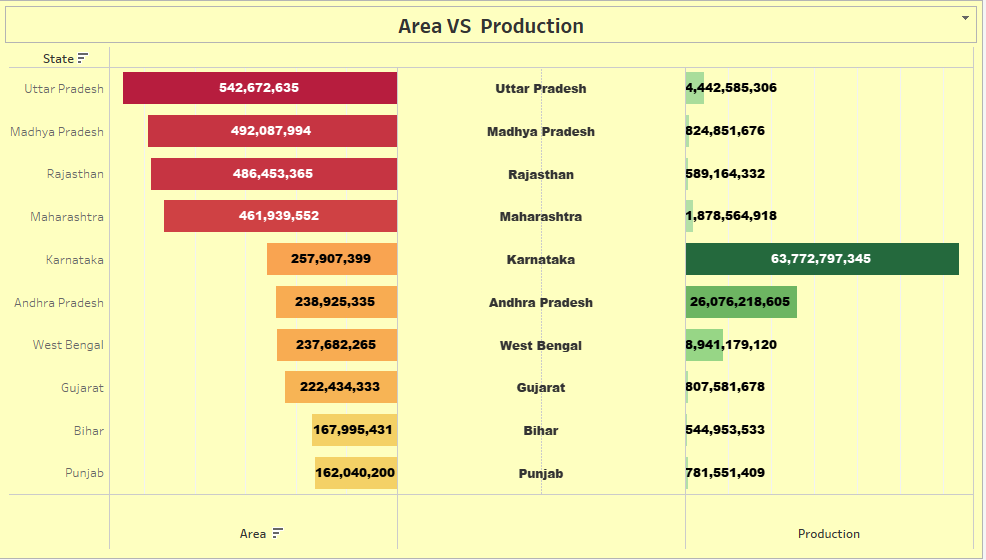 Area VS Production
State
Uttar Pradesh 542,672,635 Uttar Pradesh 4,442,585,306
Madhya Pradesh 492,087,994 Madhya Pradesh 824,851,676
Rajasthan 486,453,365 Rajasthan 589,164,332
Maharashtra 461,939,552 Maharashtra 1,878,564,918
Karnataka 257,907,399 Karnataka 63,772,797,345
Andhra Pradesh 238,925,335 Andhra Pradesh 26,076,218,605
West Bengal 237,682,265 West Bengal 8,941,179,120
Gujarat 222,434,333 Gujarat 807,581,678
Bihar 167,995,431 Bihar 544,953,533
Punjab 162,040,200 Punjab 781,551,409
Area Production